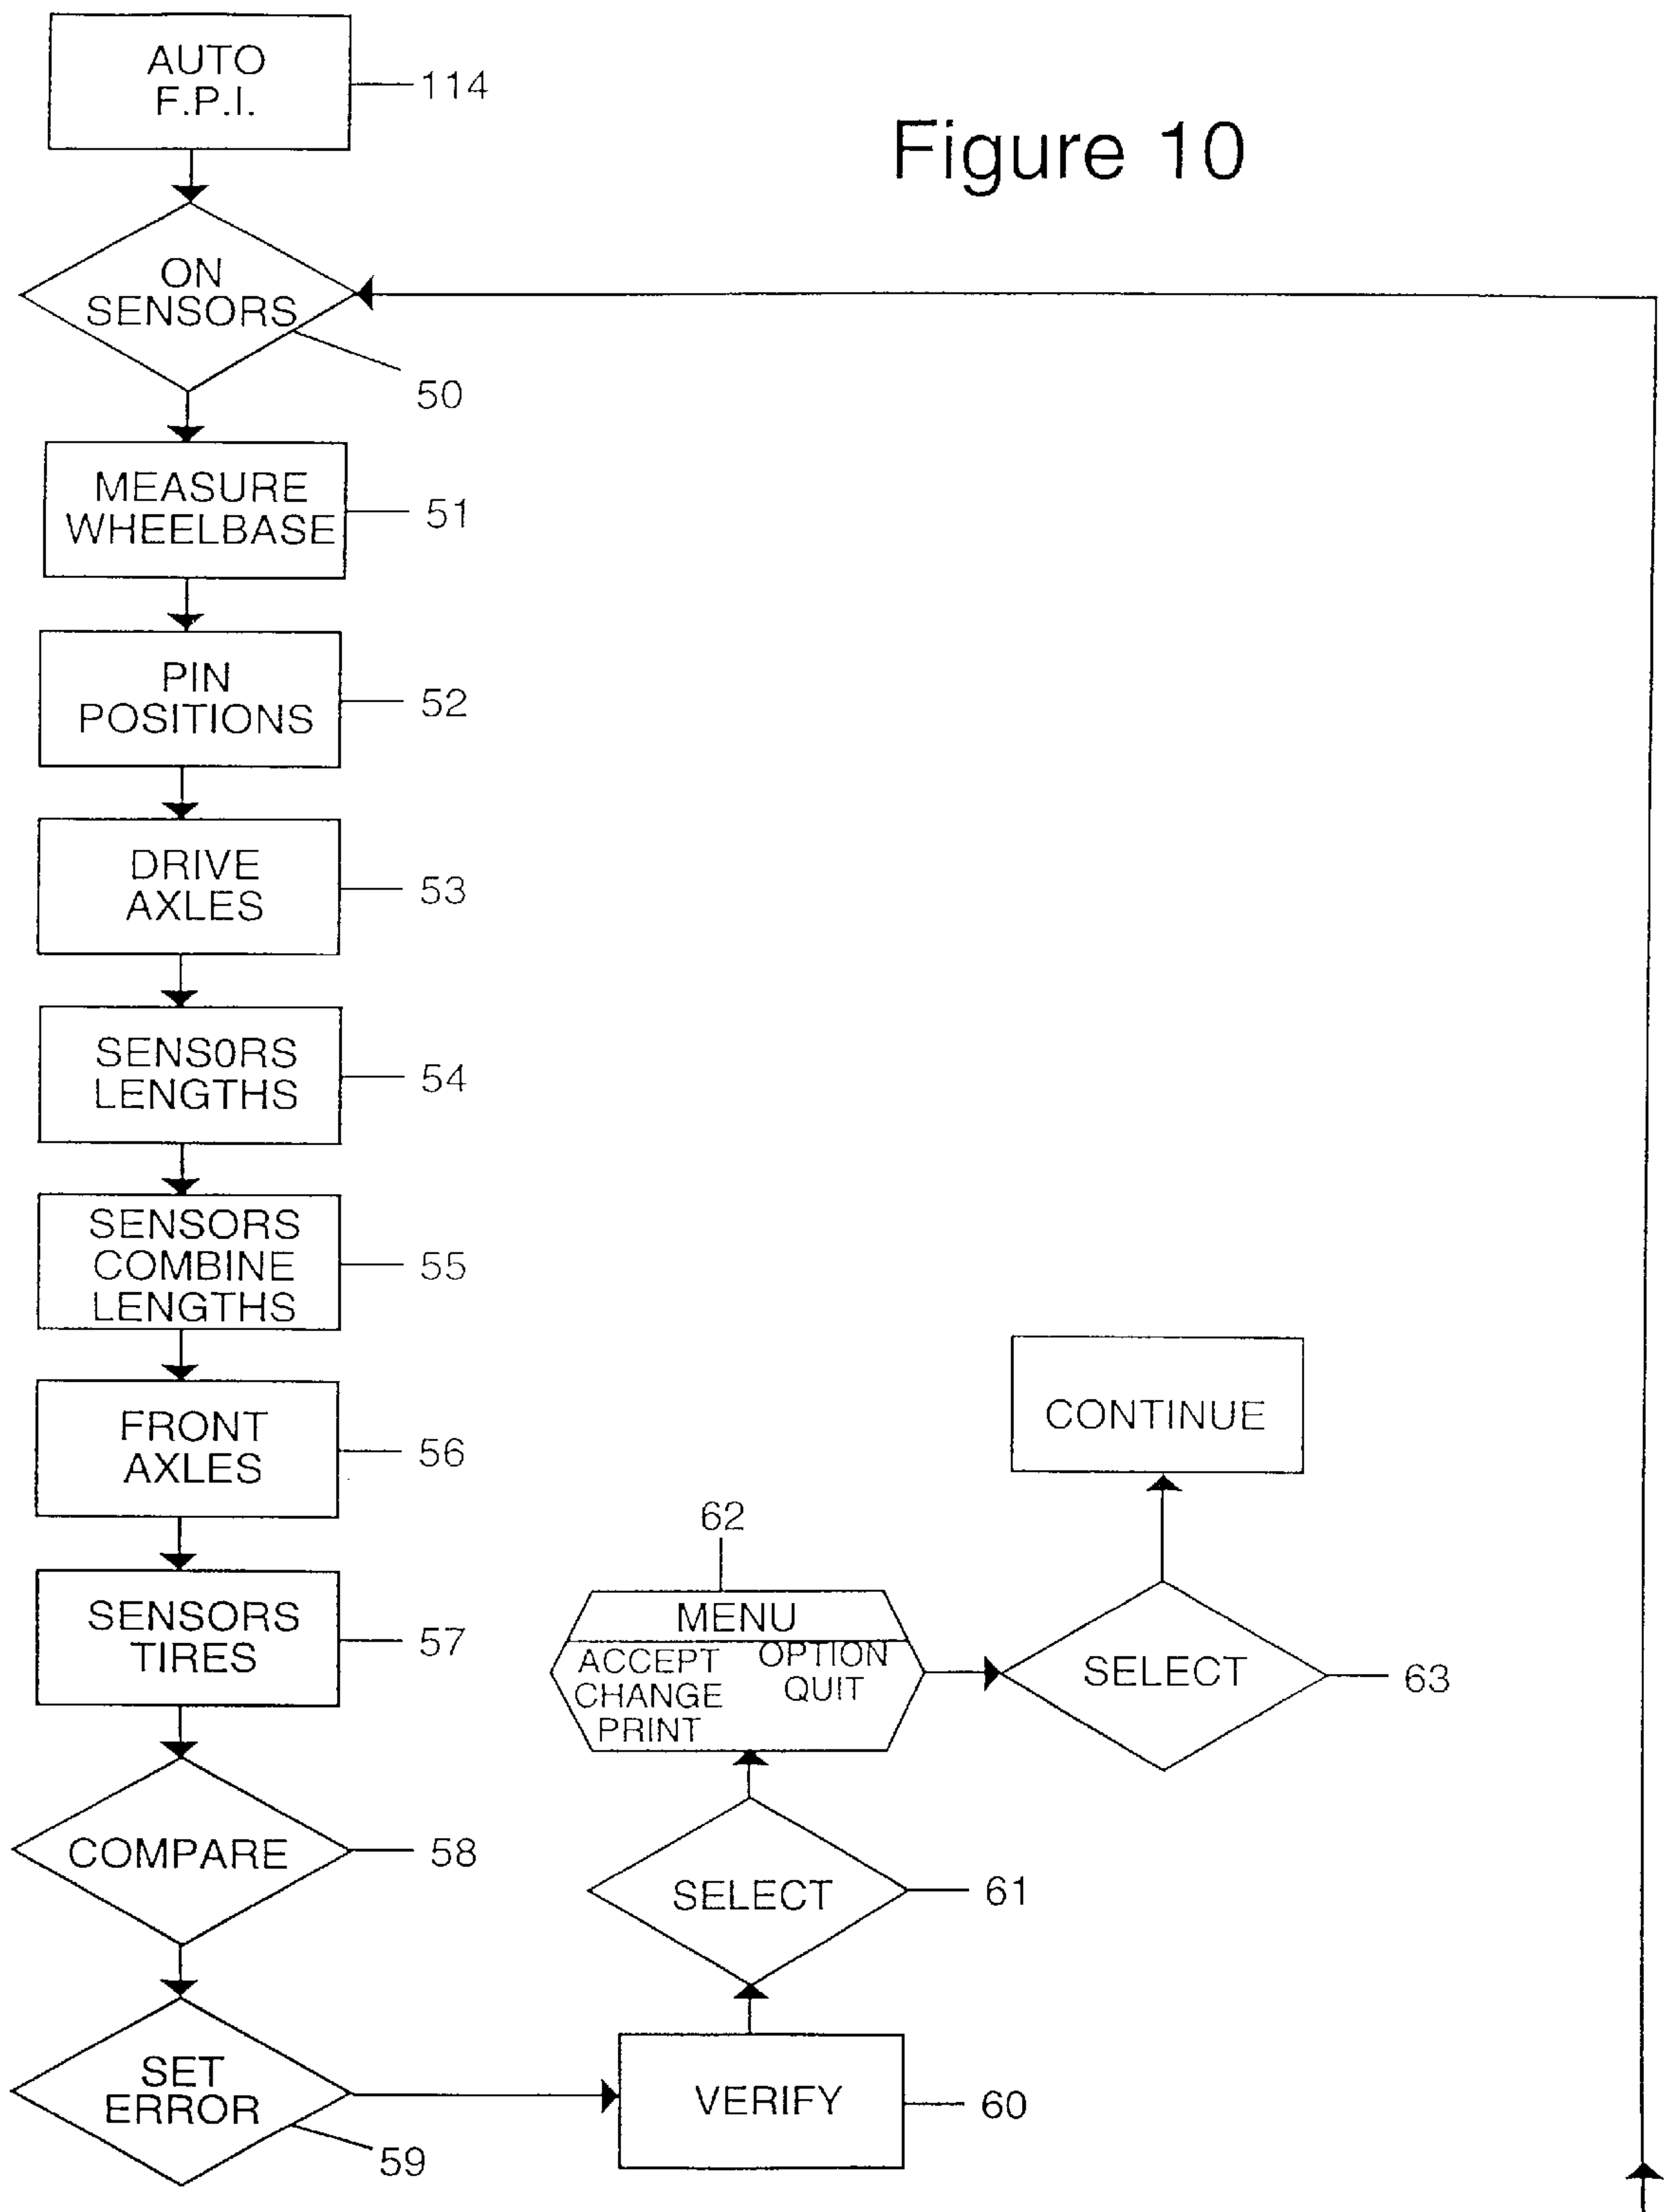 AUTO
F.P.I.
114
Figure 10
ON
SENSORS
50
MEASURE
WHEELBASE
51
PIN
POSITIONS
52
DRIVE
AXLES
53
SENS0RS
LENGTHS
54
SENSORS
COMBINE
LENGTHS
55
FRONT
AXLES
56
SENSORS
TIRES
57
COMPARE
58
SET
ERROR
59
VERIFY
60
SELECT
61
62
MENU
ACCEPT OPTION
CHANGE QUIT
PRINT
SELECT
63
CONTINUE